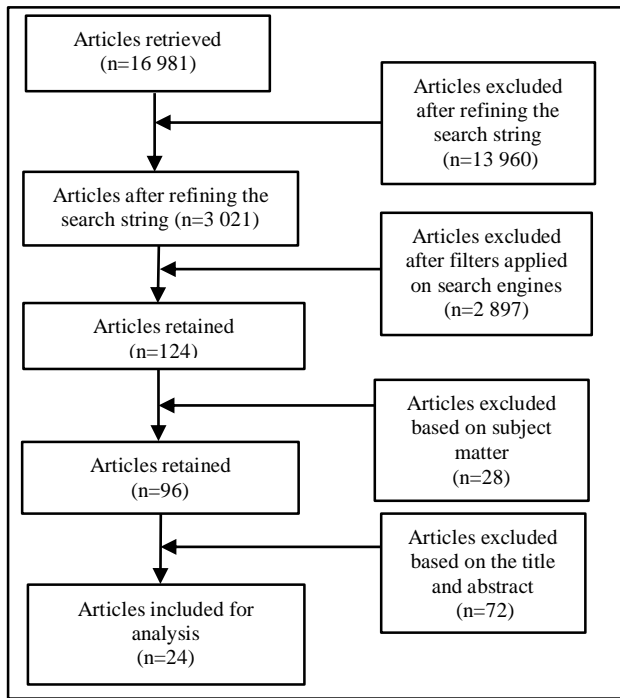 Articles retrieved
(n=16 981)
Articles excluded
after refining the
search string
(n=13 960)
Articles after refining the
search string (n=3 021)
Articles excluded
after filters applied
on search engines
(n=2 897)
Articles retained
(n=124)
Articles excluded
based on subject
matter
(n=28)
Articles retained
(n=96)
Articles excluded
based on the title
and abstract
(n=72)
Articles included for
analysis
(n=24)